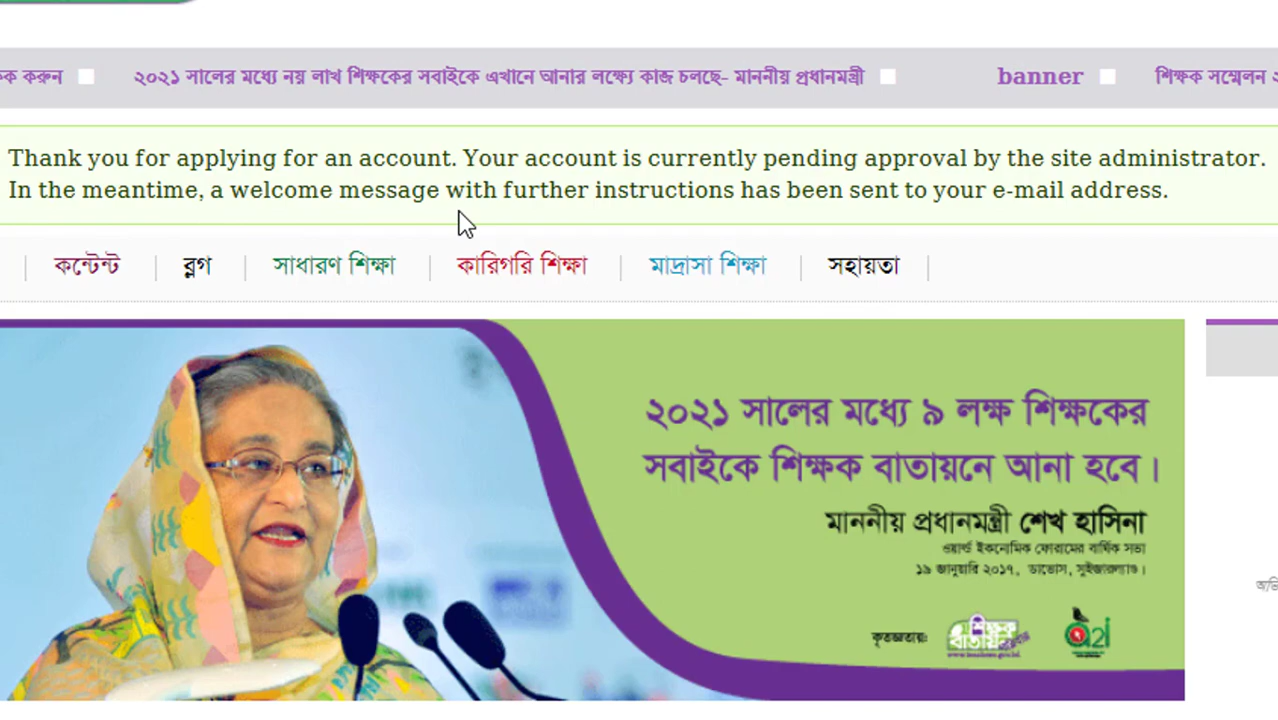 ক করুন
২০২১ সালের মধ্যে নয় লাখ শিক্ষকের সবাইকে এখানে আনার লক্ষ্যে কাজ চলছে- মাননীয় প্রধানমন্ত্রী
banner
শিক্ষক সম্মেলন
Thank you for applying for an account. Your account is currently pending approval by the site administrator.
In the meantime, a welcome message with further instructions has been sent to your e-mail address.
কন্টেন্ট
ব্লগ
সাধারণ শিক্ষা
কারিগরি শিক্ষা
মাদ্রাসা শিক্ষা
সহায়তা
২০২১ সালের মধ্যে ৯ লক্ষ শিক্ষকের
সবাইকে শিক্ষক বাতায়নে আনা হবে।
মাননীয় প্রধানমন্ত্রী শেখ হাসিনা
ওয়ার্ল্ড ইকনোমিক ফোরামের বার্ষিক সভা
১৯ জানুয়ারি ২০১৭, ডাভোস, সুইজারল্যান্ড।
কৃতজ্ঞতায়:
শিক্ষক
বাতায়ন
a2i